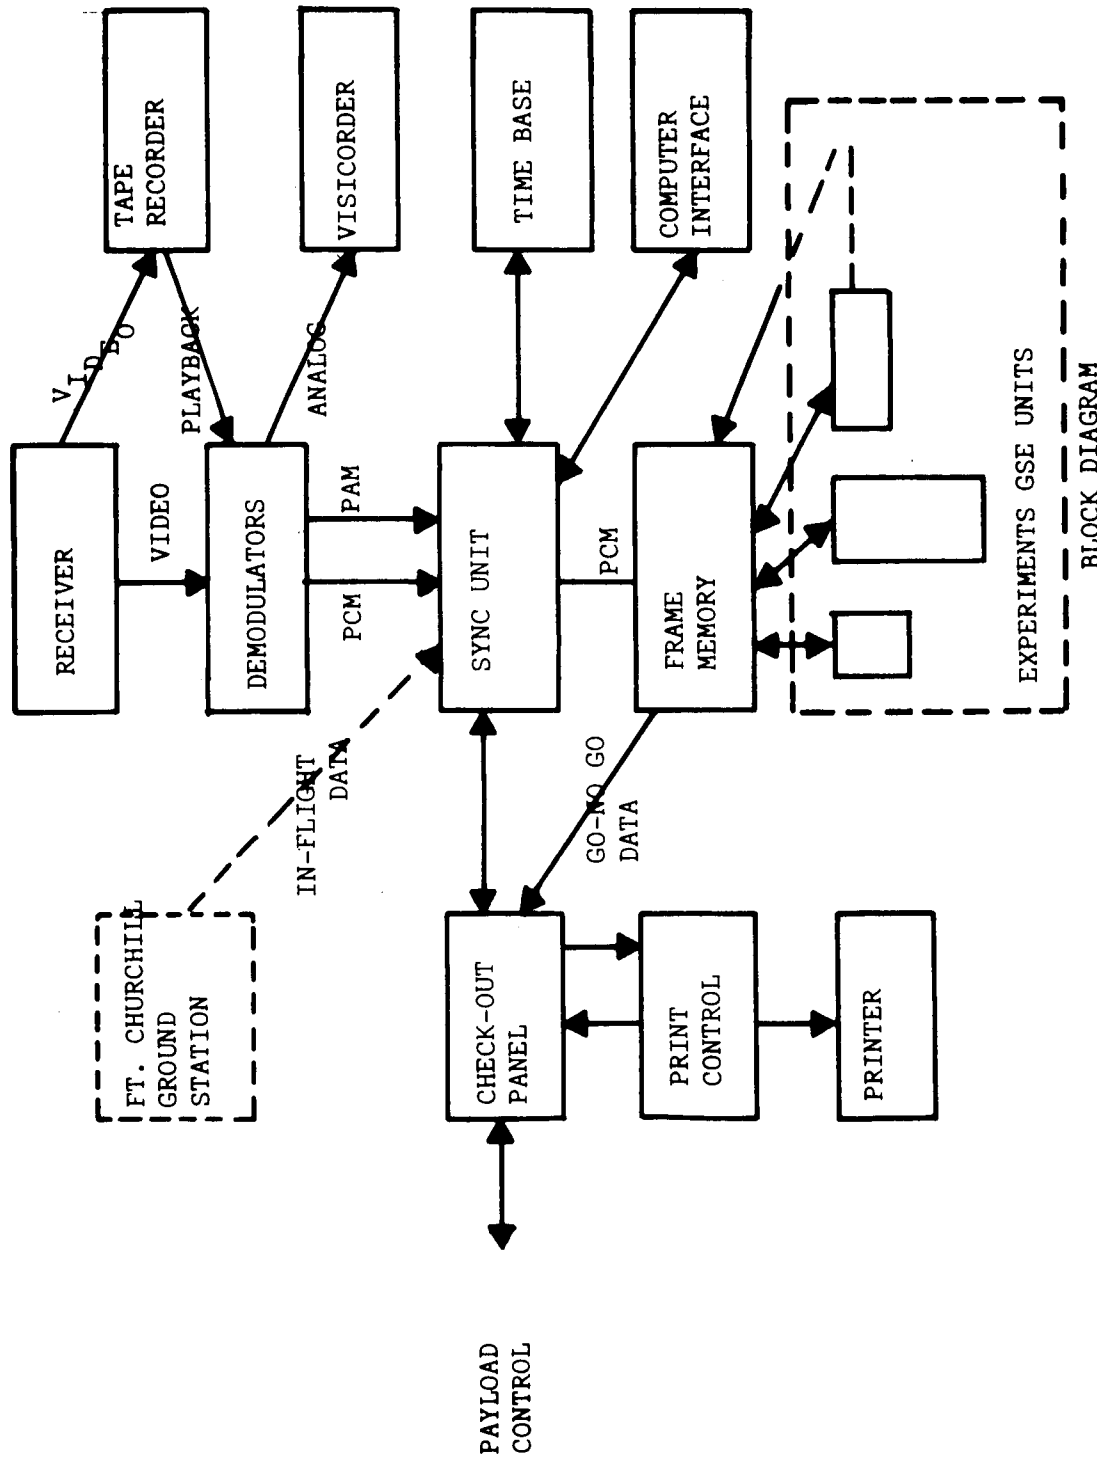 PAYLOAD
CONTROL
FT. CHURCHILL
GROUND
STATION
IN-FLIGHT
DATA
CHECK-OUT
PANEL
GO-NO GO
DATA
PRINT
CONTROL
PRINTER
RECEIVER
VIDEO
VIDEO
DEMODULATORS
PLAYBACK
ANALOG
PCM
PAM
SYNC UNIT
PCM
FRAME
MEMORY
TAPE
RECORDER
VISICORDER
TIME BASE
COMPUTER
INTERFACE
EXPERIMENTS GSE UNITS
BLOCK DIAGRAM